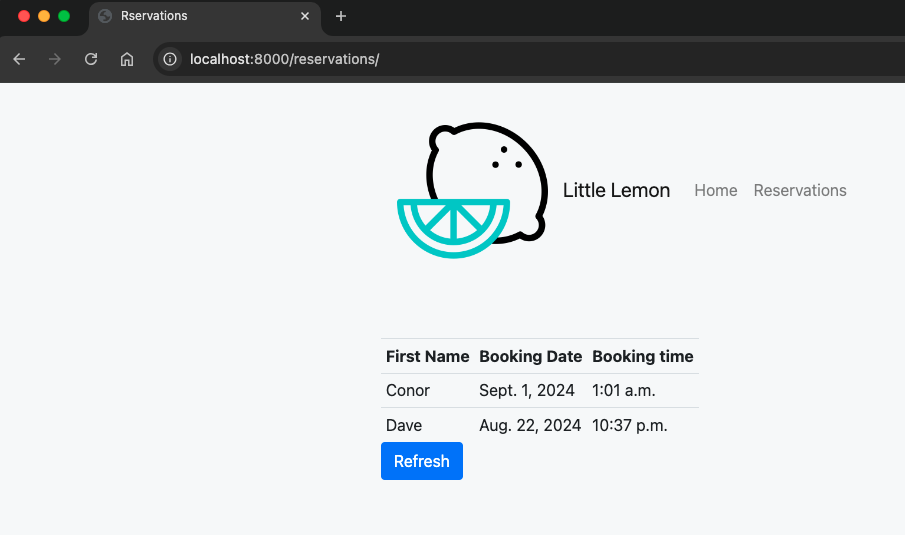 Rservations
localhost:8000/reservations/
Little Lemon Home Reservations
First Name Booking Date Booking time
Conor Sept. 1, 2024 1:01 a.m.
Dave Aug. 22, 2024 10:37 p.m.
Refresh